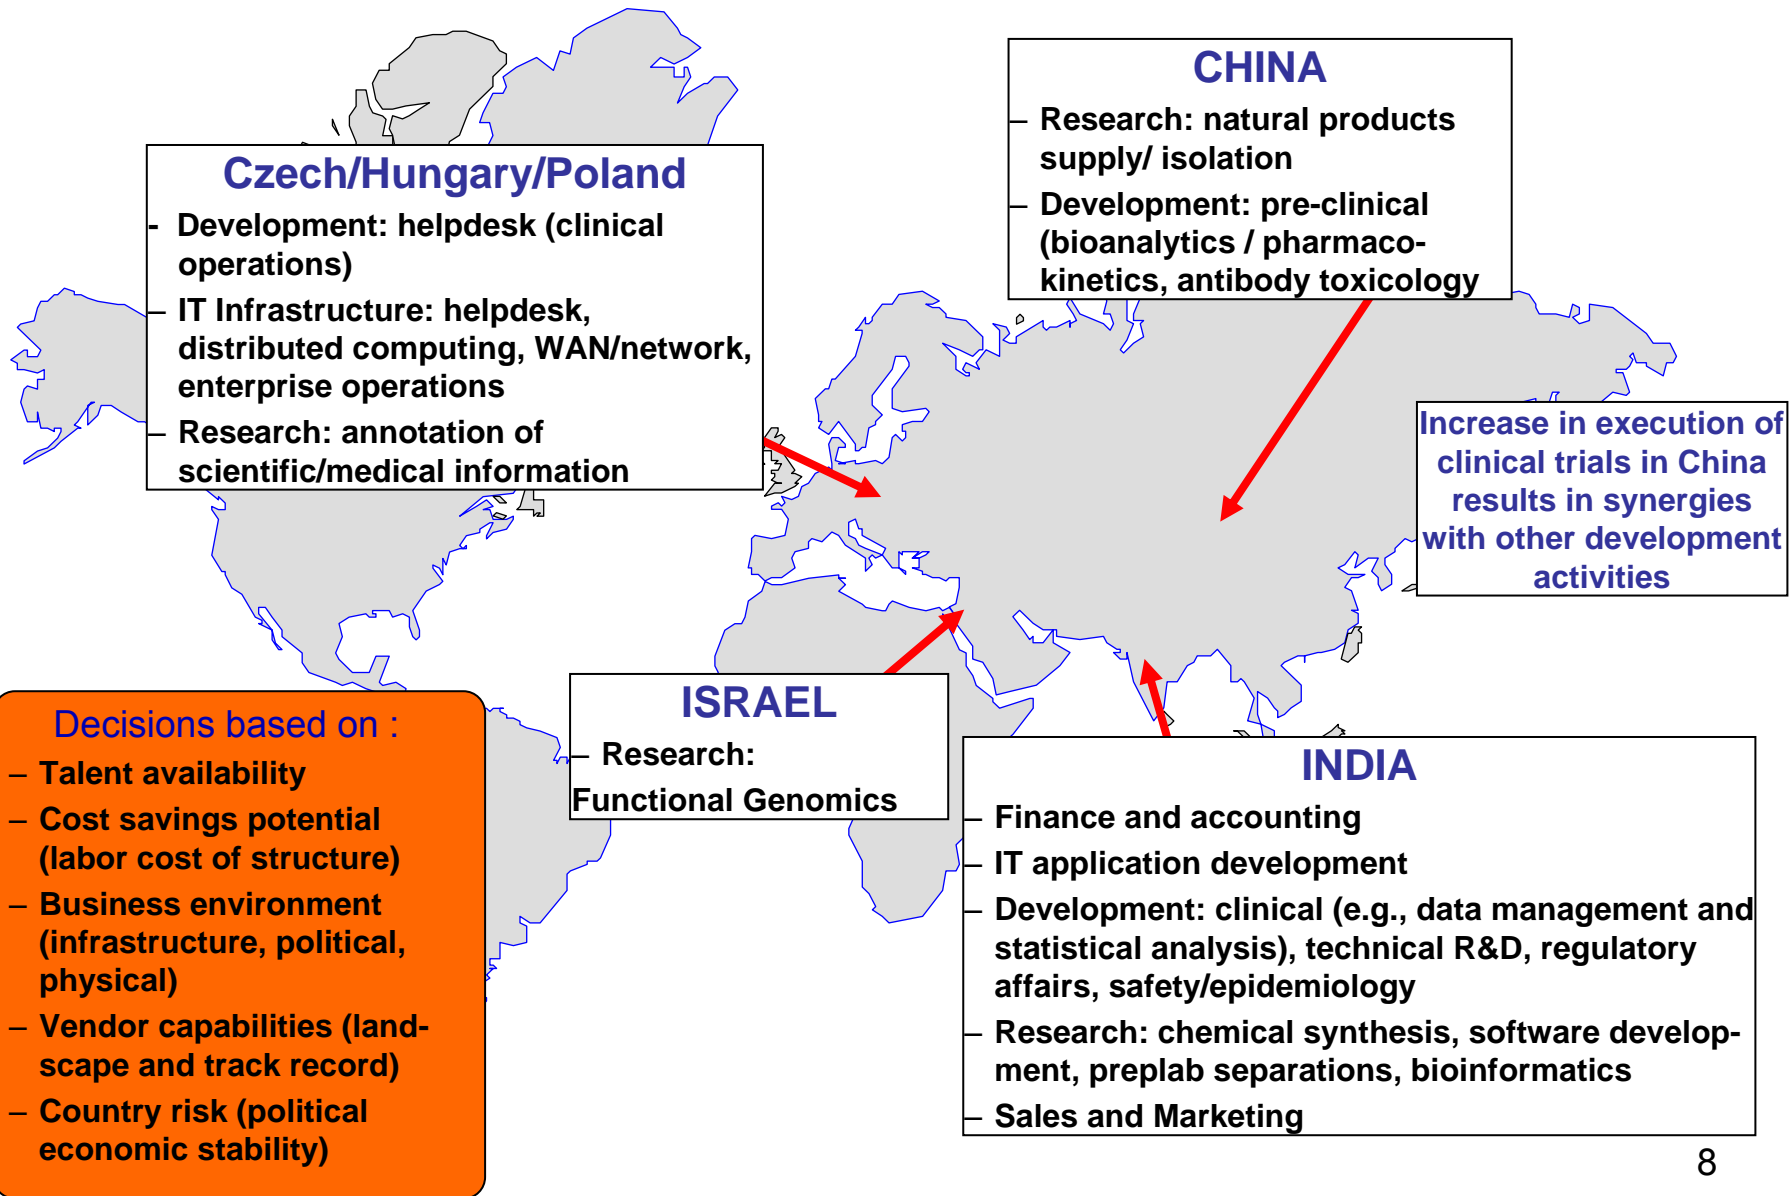 CHINA
– Research: natural products
supply/ isolation
– Development: pre-clinical
(bioanalytics / pharmaco-
kinetics, antibody toxicology
Czech/Hungary/Poland
- Development: helpdesk (clinical
operations)
– IT Infrastructure: helpdesk,
distributed computing, WAN/network,
enterprise operations
– Research: annotation of
scientific/medical information
Increase in execution of
clinical trials in China
results in synergies
with other development
activities
ISRAEL
– Research:
Functional Genomics
Decisions based on :
– Talent availability
– Cost savings potential
(labor cost of structure)
– Business environment
(infrastructure, political,
physical)
– Vendor capabilities (land-
scape and track record)
– Country risk (political
economic stability)
INDIA
– Finance and accounting
– IT application development
– Development: clinical (e.g., data management and
statistical analysis), technical R&D, regulatory
affairs, safety/epidemiology
– Research: chemical synthesis, software develop-
ment, preplab separations, bioinformatics
– Sales and Marketing
8